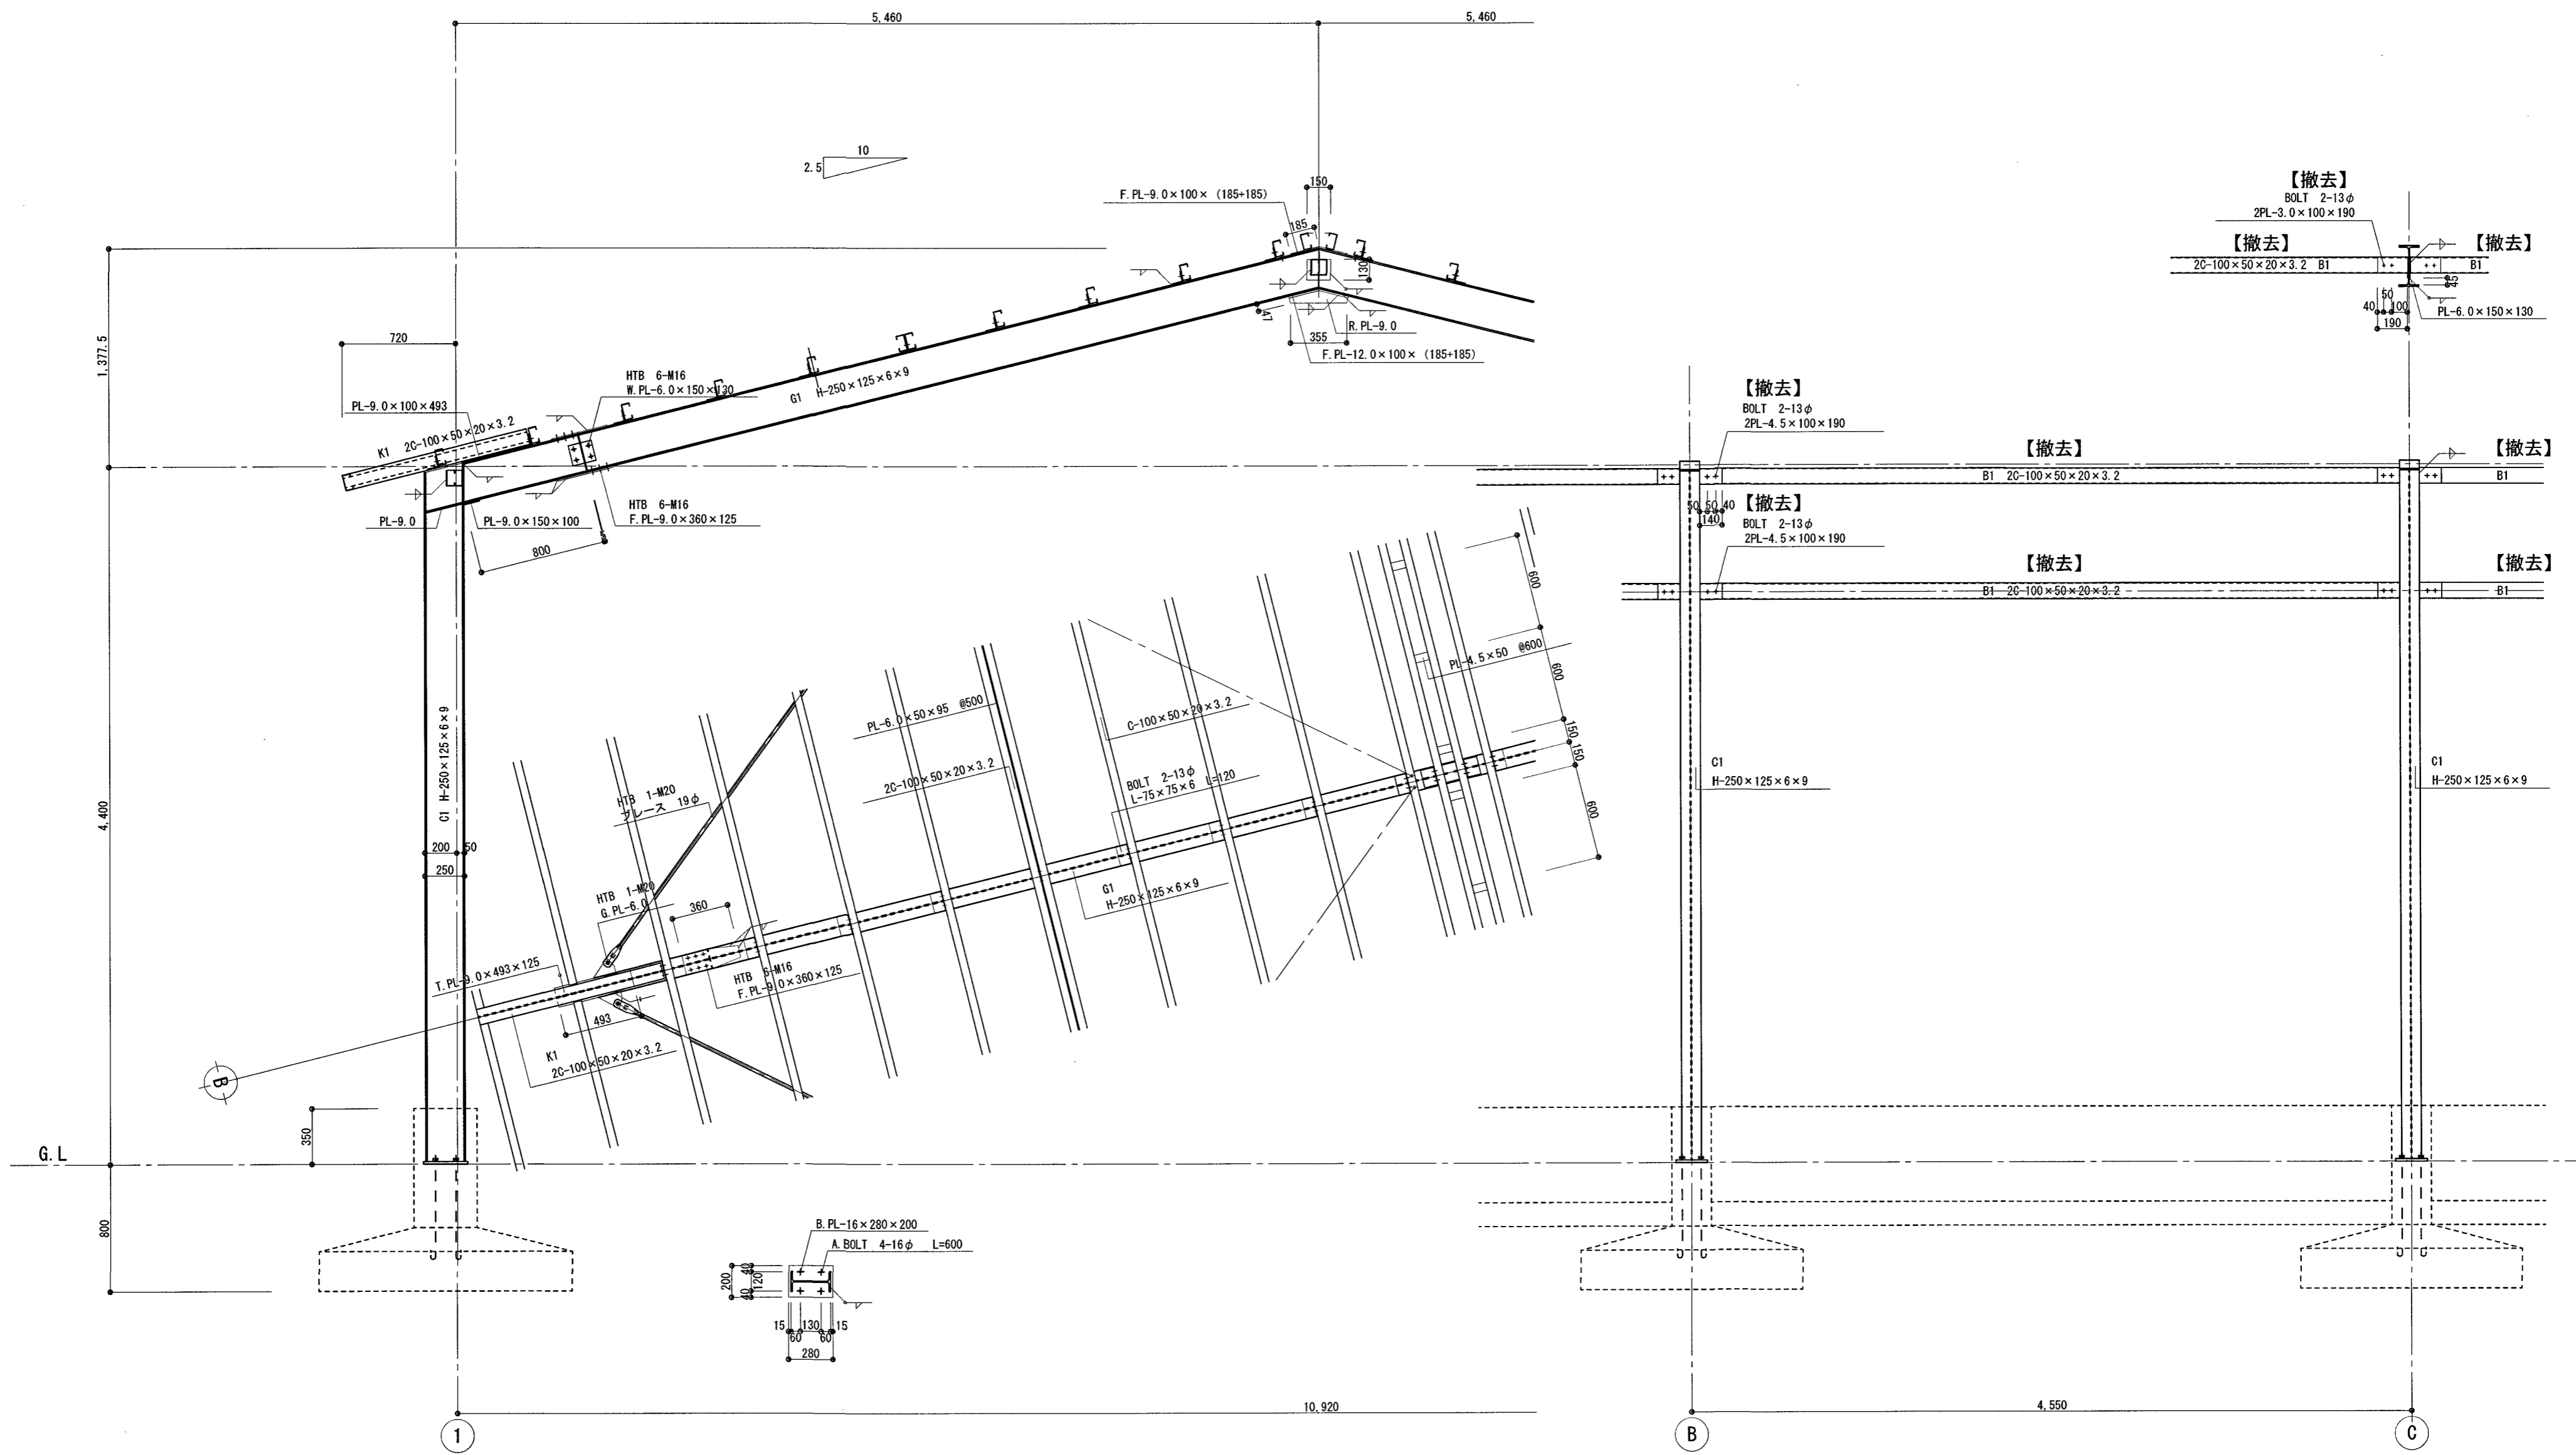 5,460
5,460
10
2.5
F.PL-9.0×100× (185+185)
150
185
130
47
R.PL-9.0
355
F.PL-12.0×100× (185+185)
1,377.5
720
HTB 6-M16
W.PL-6.0×150×130
G1 H-250×125×6×9
PL-9.0×100×493
K1 2C-100×50×20×3.2
PL-9.0
PL-9.0×150×100
HTB 6-M16
F.PL-9.0×360×125
800
【撤去】
BOLT 2-13φ
2PL-3.0×100×190
【撤去】
【撤去】
2C-100×50×20×3.2 B1
B1
45
40
50
100
190
PL-6.0×150×130
【撤去】
BOLT 2-13φ
2PL-4.5×100×190
【撤去】
【撤去】
B1 2C-100×50×20×3.2
B1
50
50
40
140
【撤去】
BOLT 2-13φ
2PL-4.5×100×190
【撤去】
【撤去】
B1 2C-100×50×20×3.2
B1
4,400
C1 H-250×125×6×9
200
50
250
600
600
150
150
600
PL-4.5×50 @600
PL-6.0×50×95 @500
C-100×50×20×3.2
2C-100×50×20×3.2
BOLT 2-13φ
L-75×75×6 L=120
HTB 1-M20
ブレース 19φ
HTB 1-M20
G.PL-6.0
360
G1
H-250×125×6×9
T.PL-9.0×493×125
HTB 6-M16
F.PL-9.0×360×125
493
K1
2C-100×50×20×3.2
B
C1
H-250×125×6×9
C1
H-250×125×6×9
350
G.L
800
B.PL-16×280×200
A.BOLT 4-16φ L=600
200
40
120
40
15
60
130
60
15
280
10,920
4,550
1
B
C